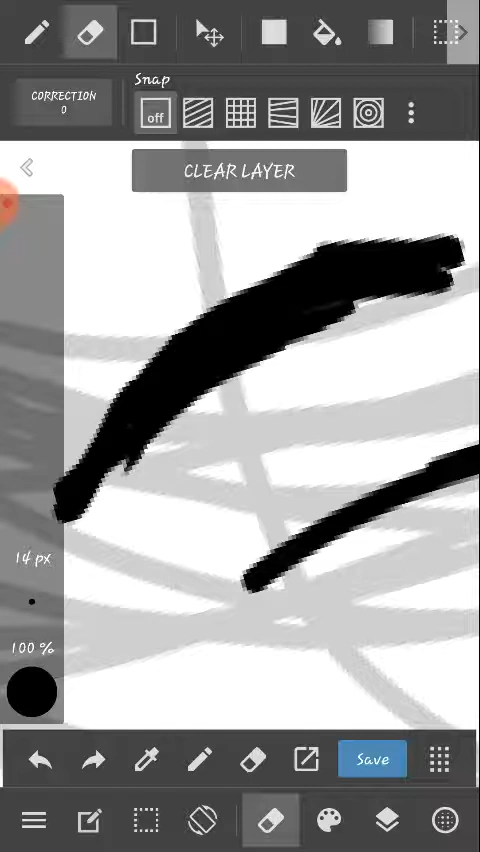 CORRECTION
0
Snap
off
CLEAR LAYER
14 px
100 %
Save